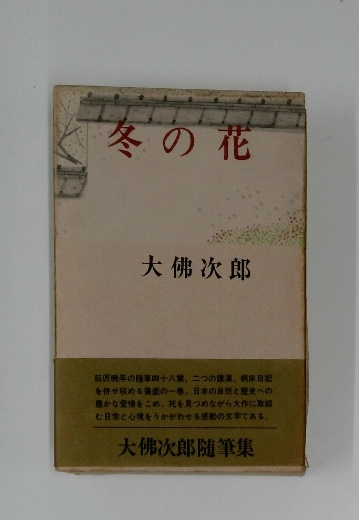 冬の花
大佛次郎
巨匠晩年の随筆四十八篇、二つの講演、病床日記
を併せ収める傷密の一巻。日本の自然と歴史への
豊かな愛情をこめ、死を見つめながら大作に取組
む日常と心境をうかがわせる感動の文字である。
大佛次郎随筆集